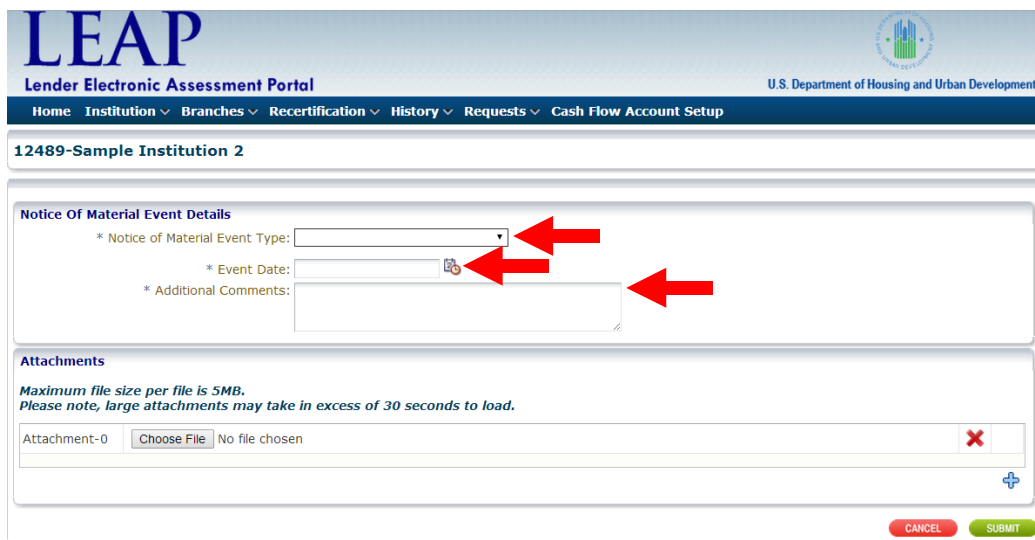 LEAP
Lender Electronic Assessment Portal
U.S. Department of Housing and Urban Development
Home Institution Branches Recertification History Requests Cash Flow Account Setup
12489-Sample Institution 2
Notice Of Material Event Details
* Notice of Material Event Type:
* Event Date:
* Additional Comments:
Attachments
Maximum file size per file is 5MB.
Please note, large attachments may take in excess of 30 seconds to load.
Attachment-0 Choose File No file chosen
CANCEL SUBMIT